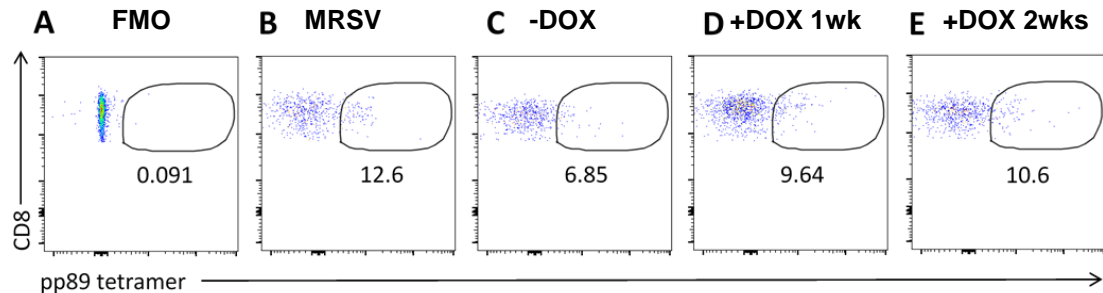 A FMO B MRSV C -DOX D +DOX 1wk E +DOX 2wks
CD8
0.091 12.6 6.85 9.64 10.6
pp89 tetramer